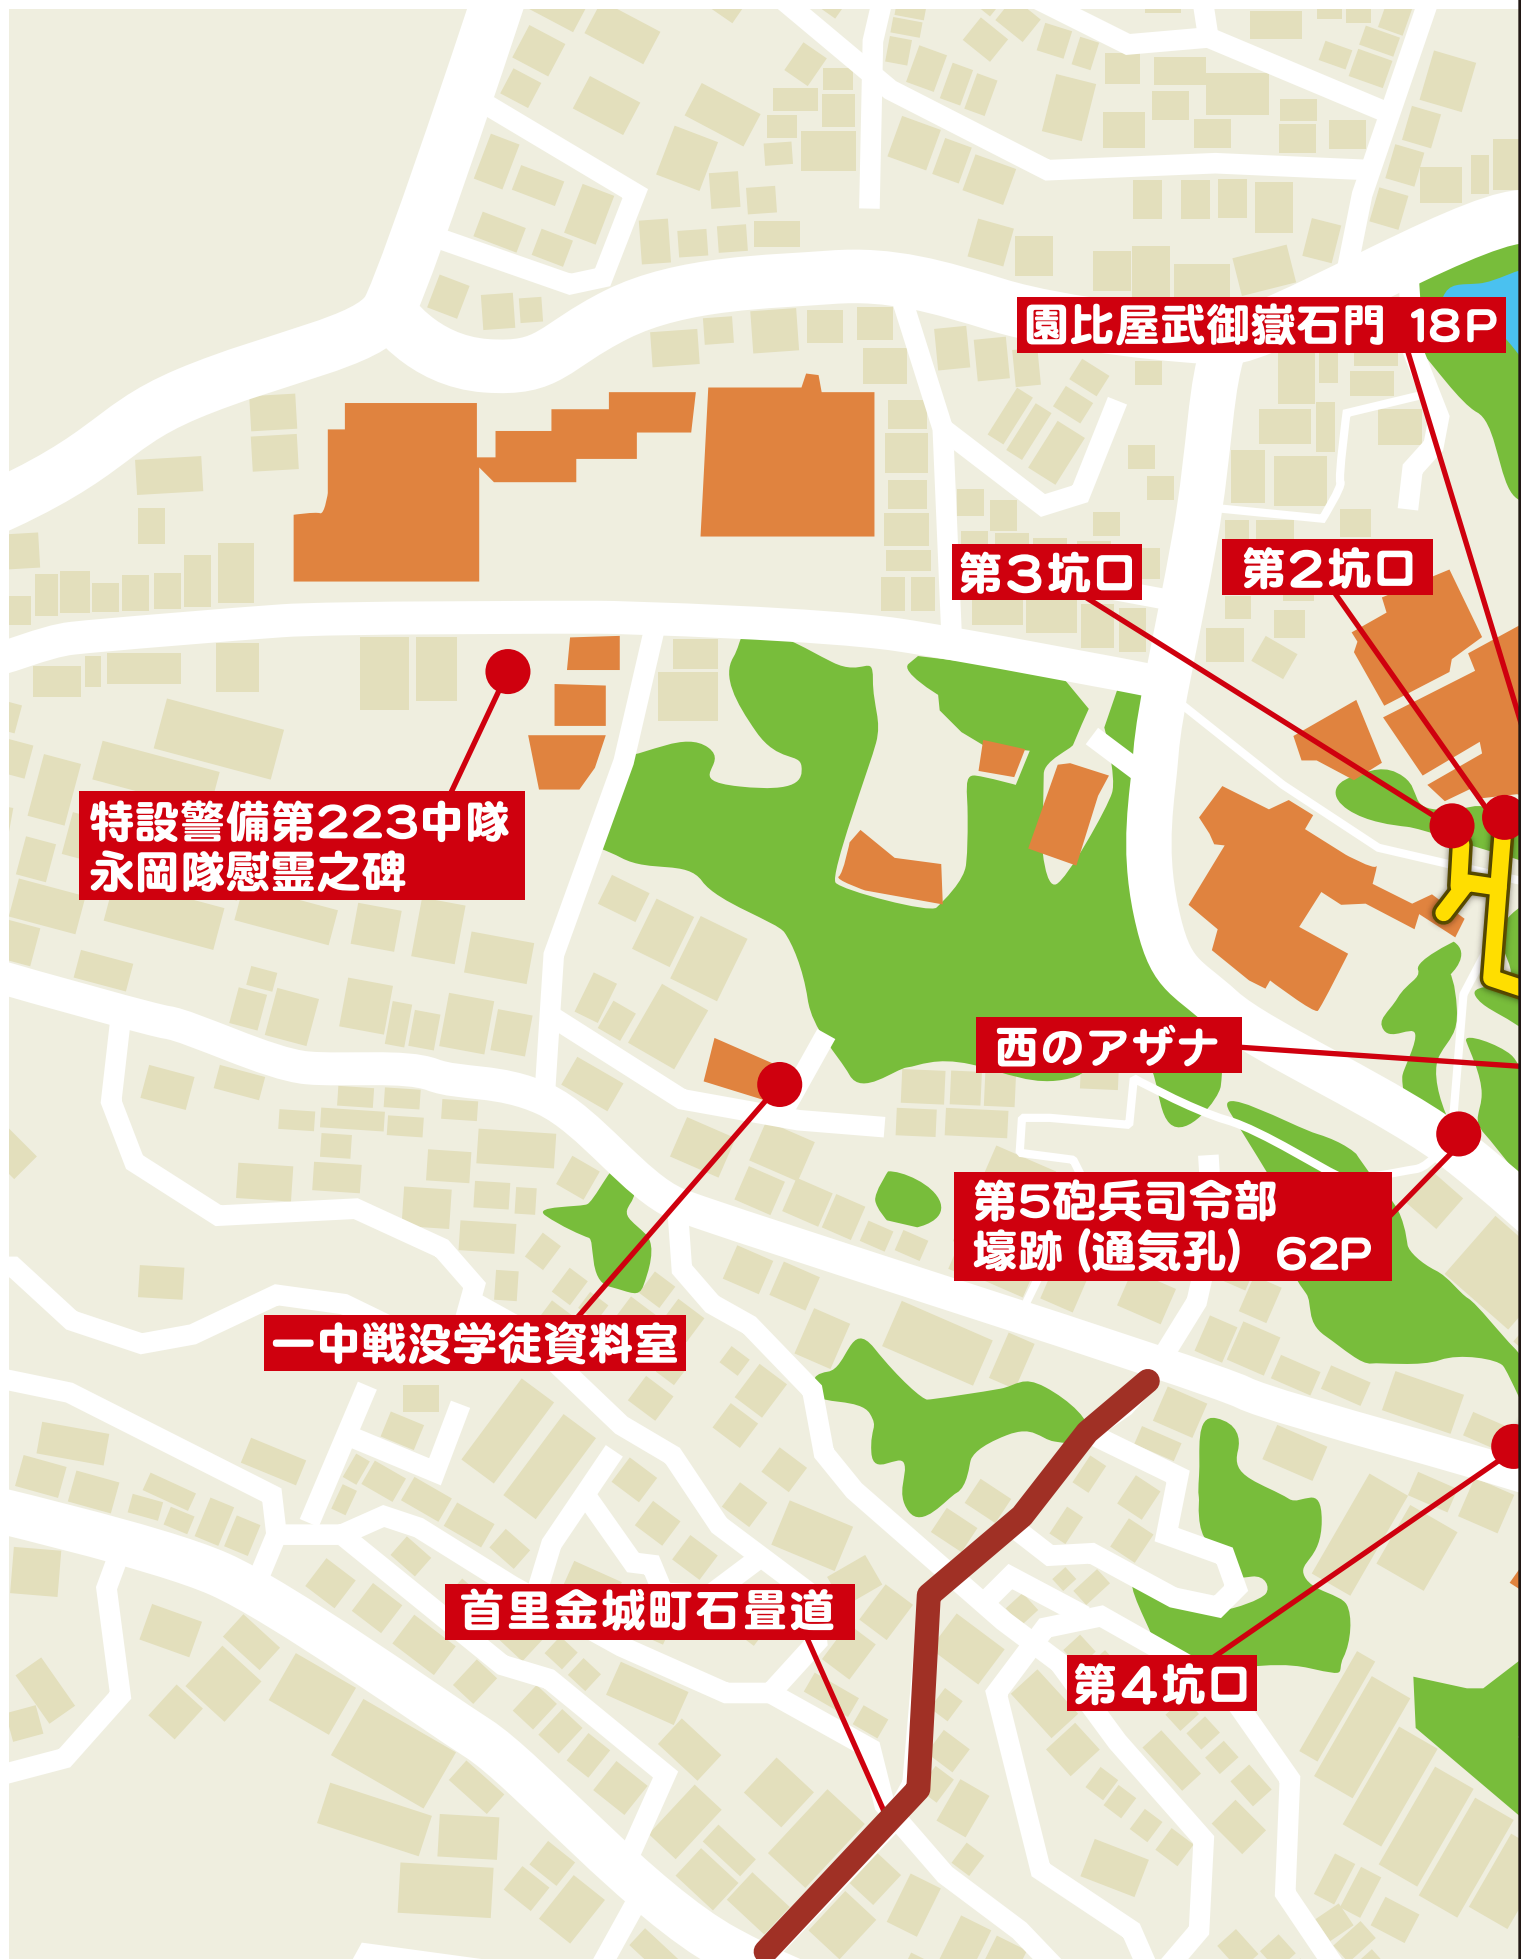 園比屋武御嶽石門 18P
第3坑口
第2坑口
特設警備第223中隊
永岡隊慰霊之碑
西のアザナ
第5砲兵司令部
壕跡(通気孔) 62P
一中戦没学徒資料室
首里金城町石畳道
第4坑口